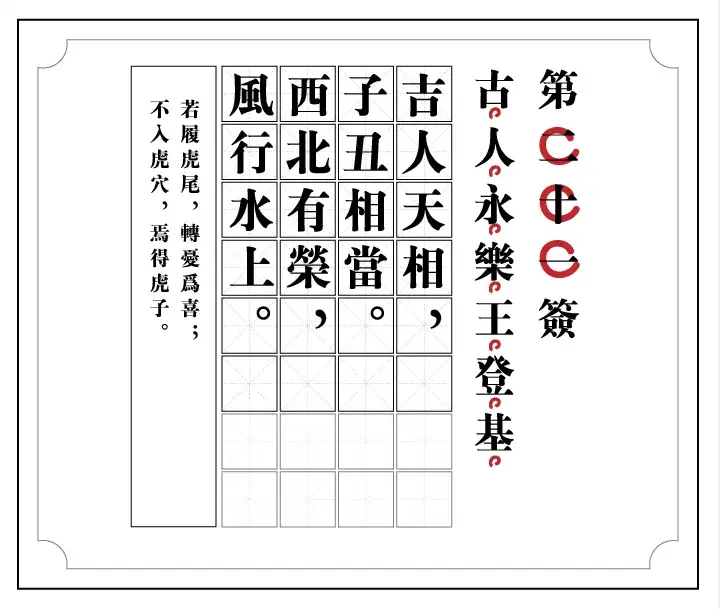 第二十一簽
古人永樂王登基
吉人天相，
子丑相當。
西北有榮，
風行水上。
若履虎尾，轉憂爲喜；
不入虎穴，焉得虎子。